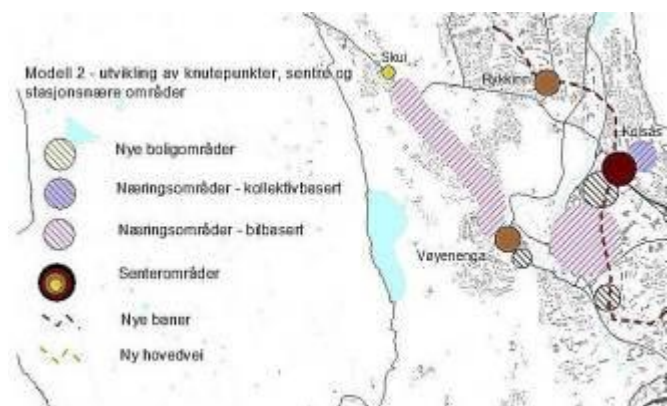 Modell 2 - utvikling av knutepunkter, sentre og
stasjonsnære områder
Nye boligområder
Næringsområder - kollektivbasert
Næringsområder - bilbasert
Senterområder
Nye baner
Ny hovedvei
Skui
Rykkinn
Kolsås
Vøyenenga